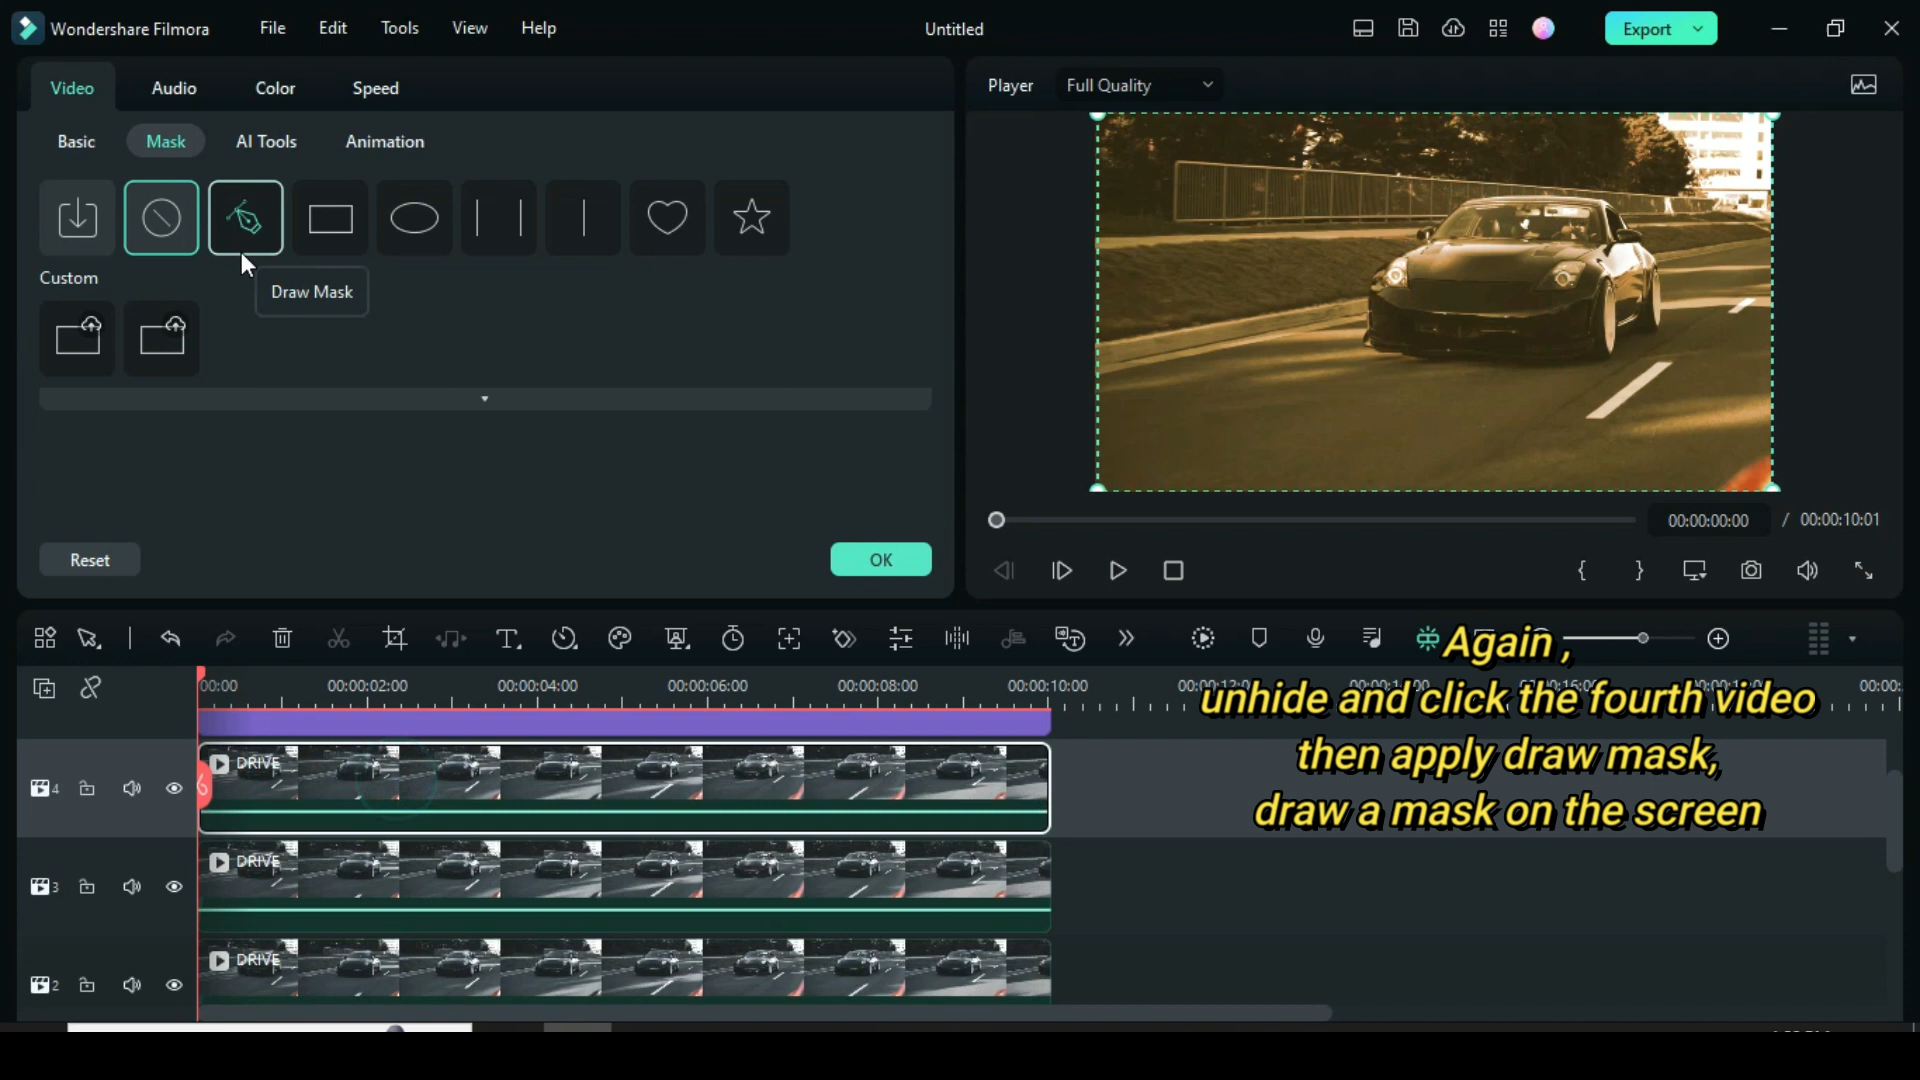 Wondershare Filmora
File
Edit
Tools
View
Help
Untitled
Export
Video
Audio
Color
Speed
Player
Full Quality
Basic
Mask
AI Tools
Animation
Custom
Draw Mask
Reset
OK
00:00:00:00
/ 00:00:10:01
Again ,
unhide and click the fourth video
then apply draw mask,
draw a mask on the screen
00:00
00:00:02:00
00:00:04:00
00:00:06:00
00:00:08:00
00:00:10:00
DRIVE
4
DRIVE
3
DRIVE
2